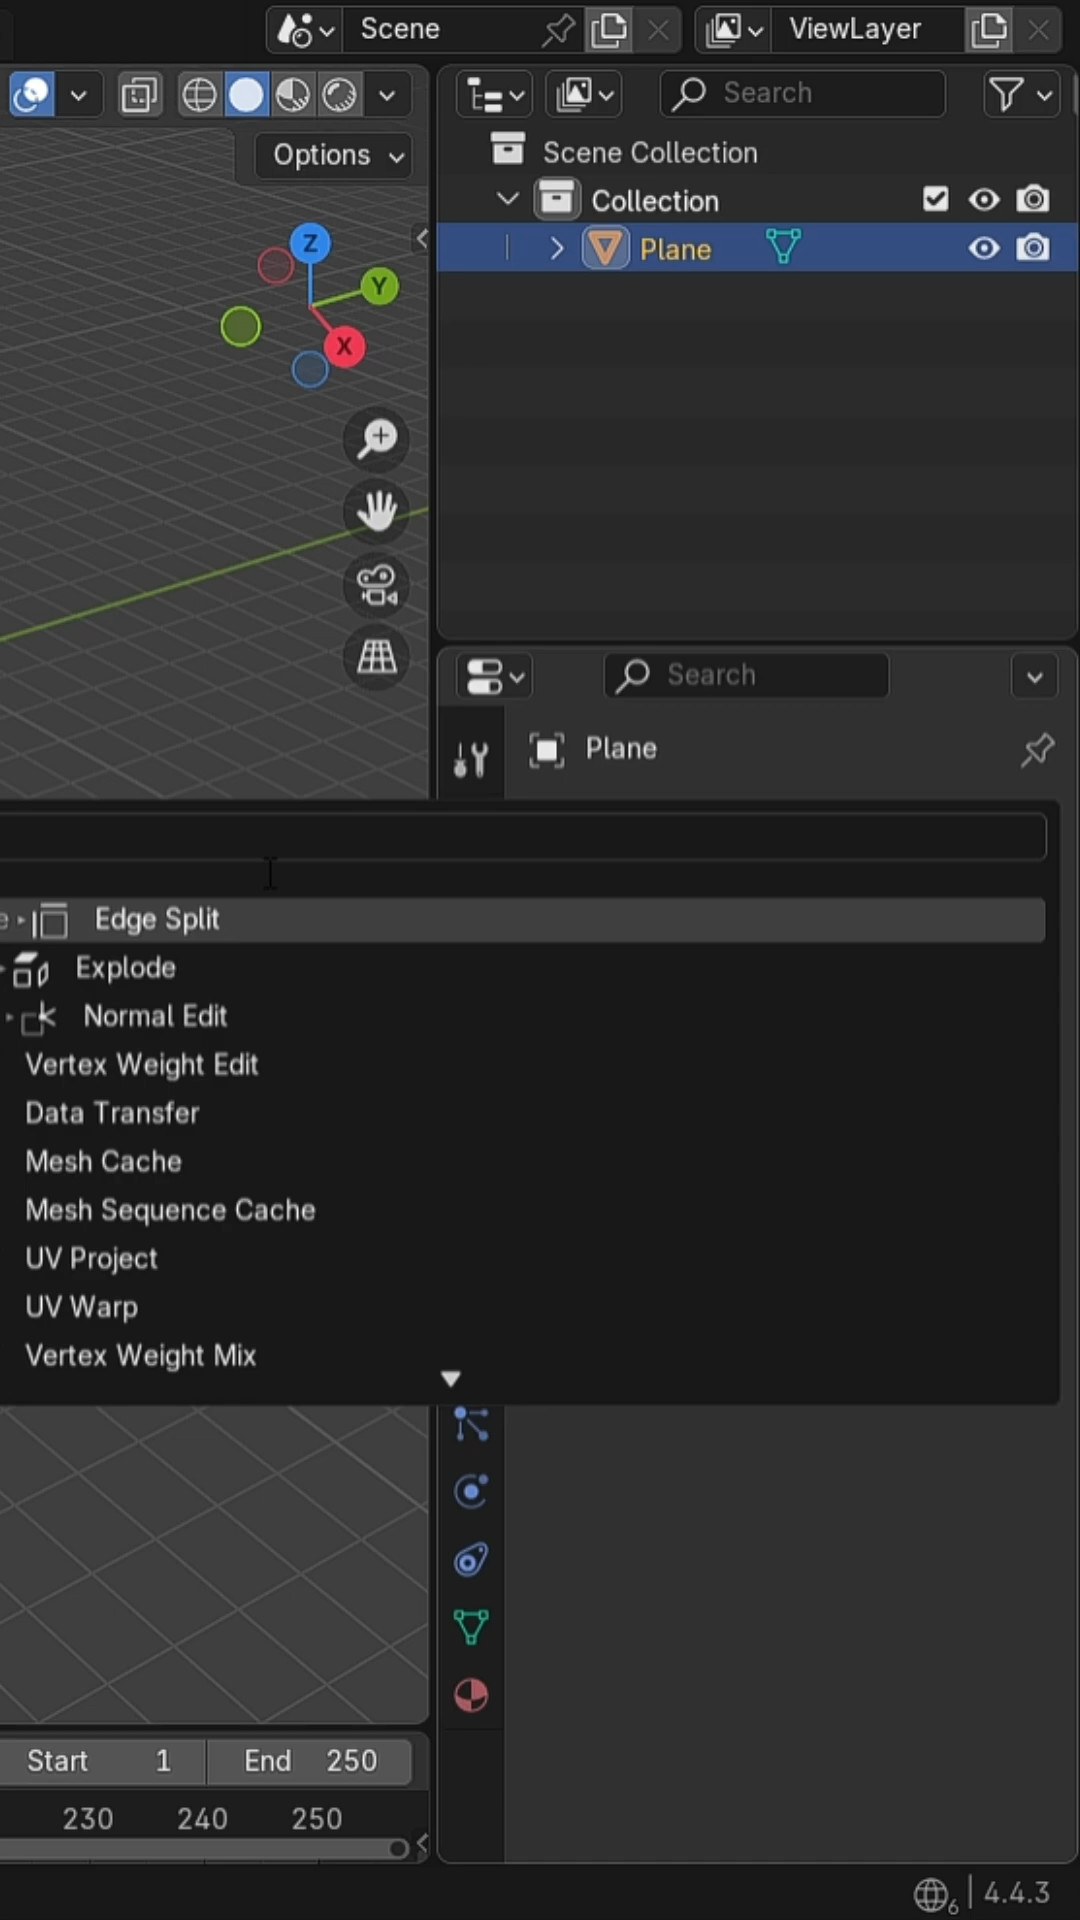 Scene
ViewLayer
Search
Options
Scene Collection
Collection
Z
Y
X
Plane
Search
Plane
Edge Split
Explode
Normal Edit
Vertex Weight Edit
Data Transfer
Mesh Cache
Mesh Sequence Cache
UV Project
UV Warp
Vertex Weight Mix
Start 1 End 250
230 240 250
6 4.4.3